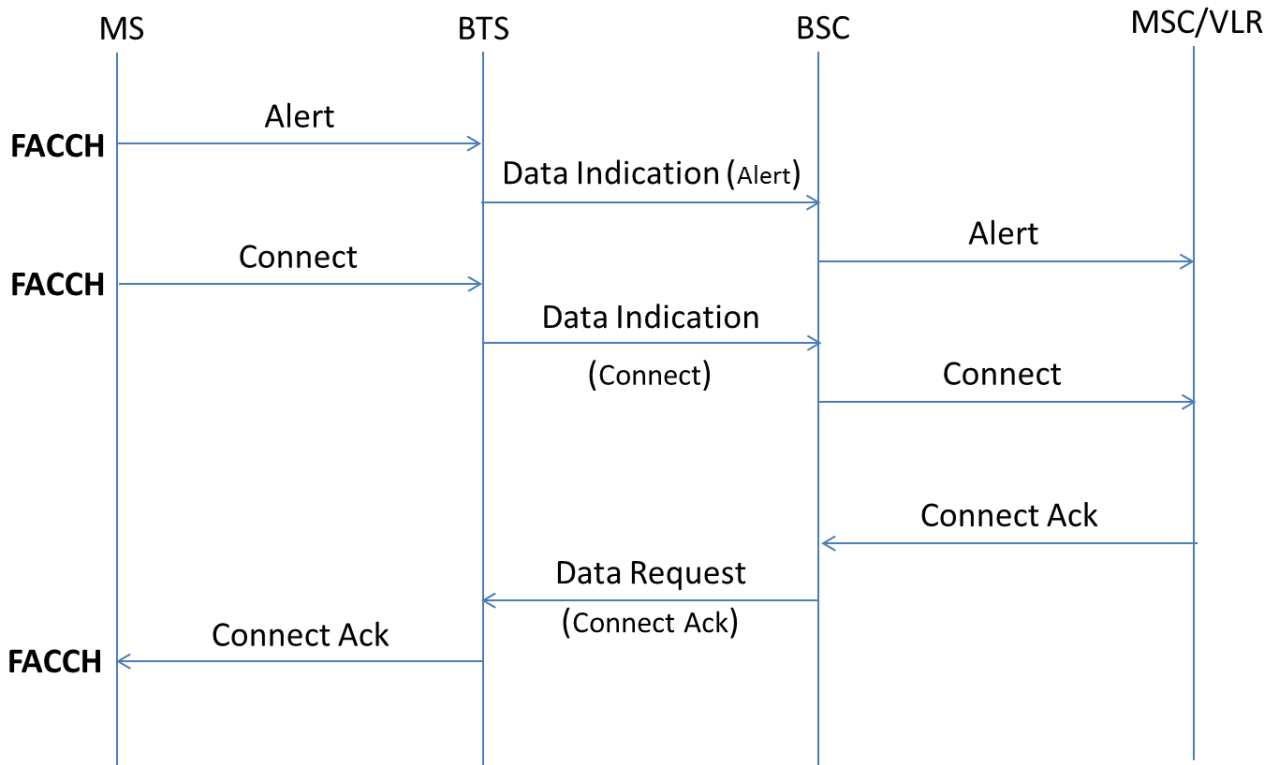 MS
BTS
BSC
MSC/VLR
Alert
FACCH
Data Indication (Alert)
Alert
Connect
FACCH
Data Indication
(Connect)
Connect
Connect Ack
Data Request
(Connect Ack)
Connect Ack
FACCH